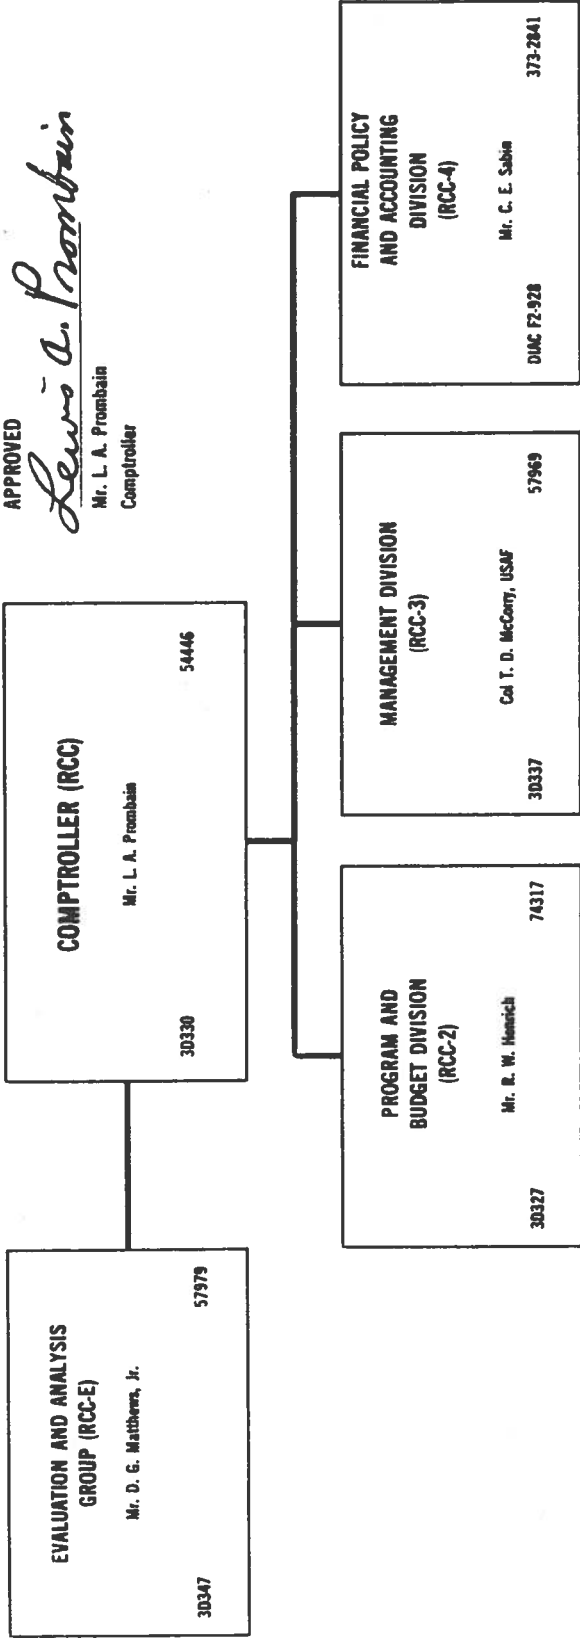 APPROVED
Lewis A. Prombain
Mr. L. A. Prombain
Comptroller
COMPTROLLER (RCC)
Mr. L. A. Prombain
3D330 54446
EVALUATION AND ANALYSIS
GROUP (RCC-E)
Mr. D. G. Matthews, Jr.
3D347 57979
PROGRAM AND
BUDGET DIVISION
(RCC-2)
Mr. R. W. Henrich
3D327 74317
MANAGEMENT DIVISION
(RCC-3)
Col T. D. McCorry, USAF
3D337 57969
FINANCIAL POLICY
AND ACCOUNTING
DIVISION
(RCC-4)
Mr. C. E. Sabin
DIAC F2-928 373-2841